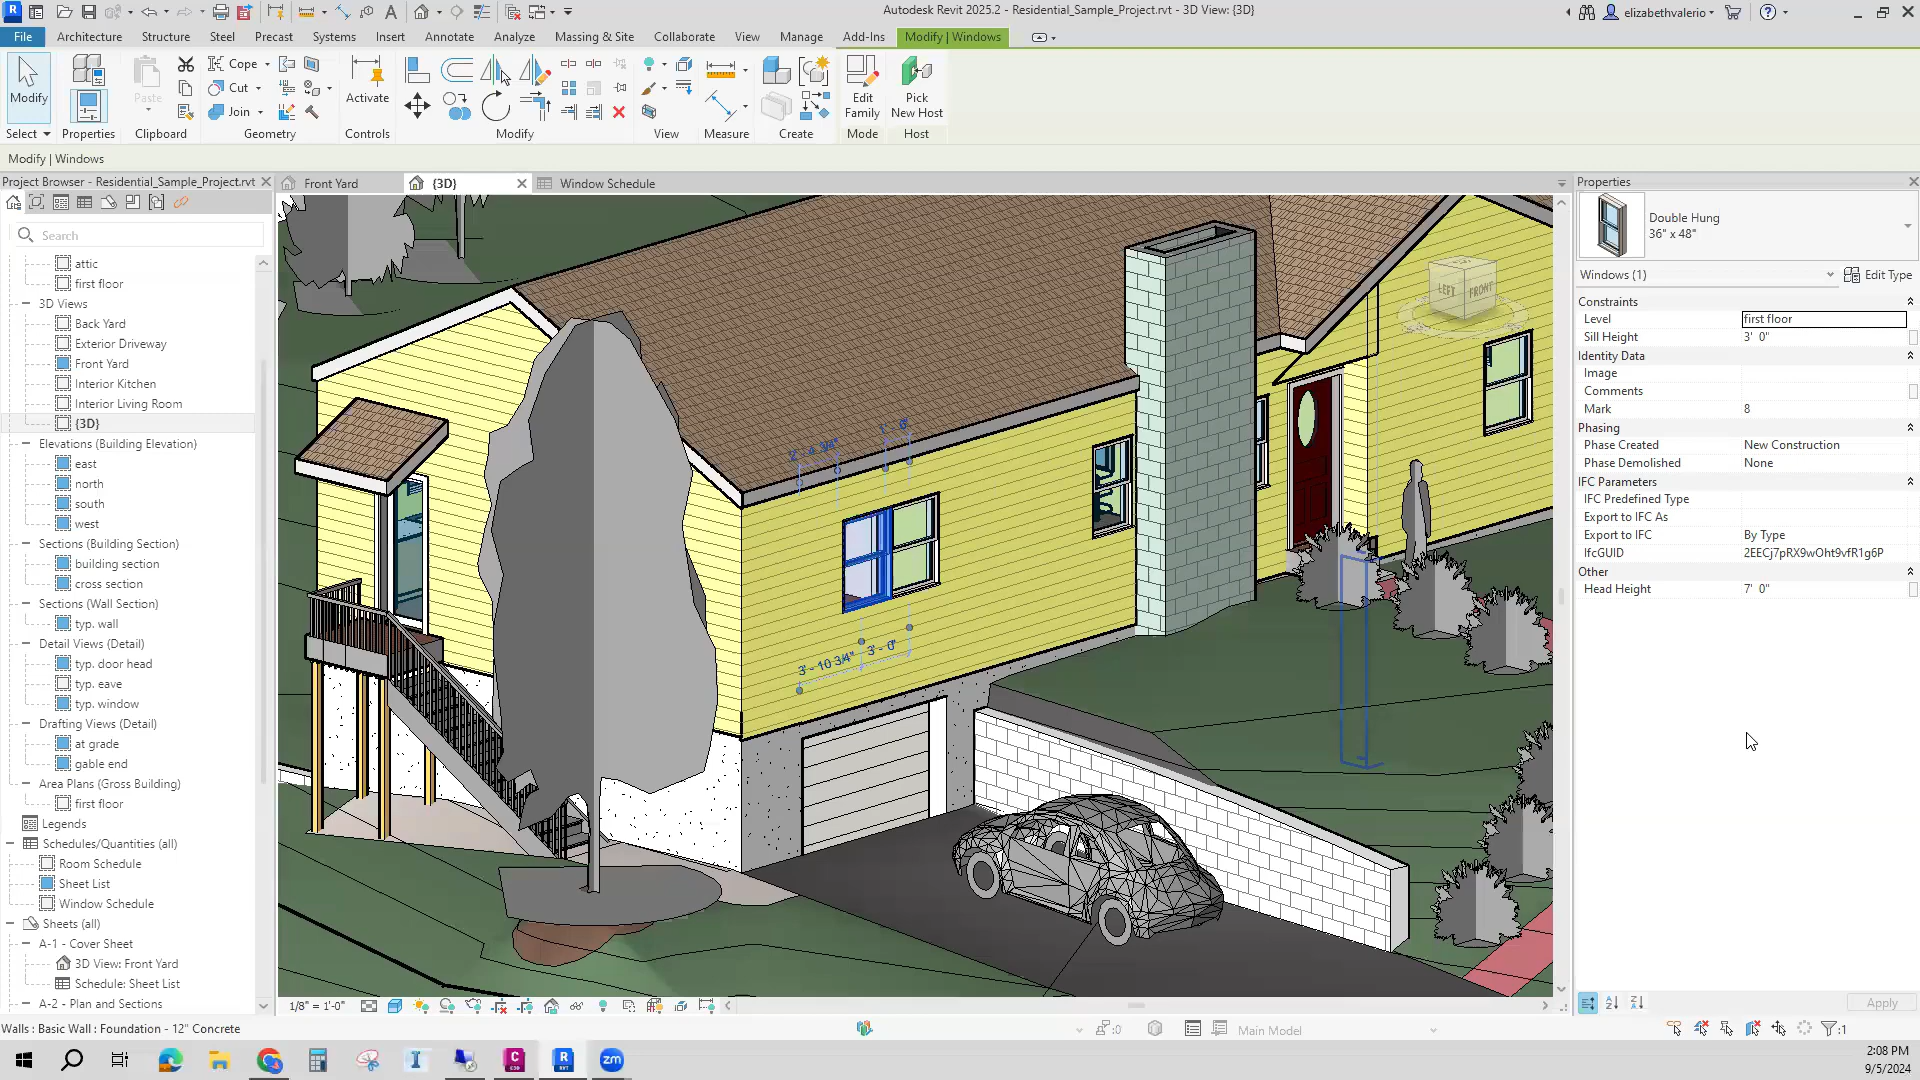 Autodesk Revit 2025.2 - Residential_Sample_Project.rvt - 3D View: {3D}
elizabethvalerio
File
Architecture
Structure
Steel
Precast
Systems
Insert
Annotate
Analyze
Massing & Site
Collaborate
View
Manage
Add-Ins
Modify | Windows
Modify
Paste
Cope
Cut
Join
Activate
Edit Family
Pick New Host
Select
Properties
Clipboard
Geometry
Controls
Modify
View
Measure
Create
Mode
Host
Modify | Windows
Project Browser - Residential_Sample_Project.rvt
Search
attic
first floor
3D Views
Back Yard
Exterior Driveway
Front Yard
Interior Kitchen
Interior Living Room
{3D}
Elevations (Building Elevation)
east
north
south
west
Sections (Building Section)
building section
cross section
Sections (Wall Section)
typ. wall
Detail Views (Detail)
typ. door head
typ. eave
typ. window
Drafting Views (Detail)
at grade
gable end
Area Plans (Gross Building)
first floor
Legends
Schedules/Quantities (all)
Room Schedule
Sheet List
Window Schedule
Sheets (all)
A-1 - Cover Sheet
3D View: Front Yard
Schedule: Sheet List
A-2 - Plan and Sections
Front Yard
{3D}
Window Schedule
LEFT
FRONT
3' - 10 3/4"
3' - 0"
1/8" = 1'-0"
Properties
Double Hung
36" x 48"
Windows (1)
Edit Type
Constraints
Level first floor
Sill Height 3' 0"
Identity Data
Image
Comments
Mark 8
Phasing
Phase Created New Construction
Phase Demolished None
IFC Parameters
IFC Predefined Type
Export to IFC As
Export to IFC By Type
IfcGUID 2EECj7pRX9wOht9vfR1g6P
Other
Head Height 7' 0"
Apply
Walls : Basic Wall : Foundation - 12" Concrete
:0
Main Model
:1
2:08 PM
9/5/2024